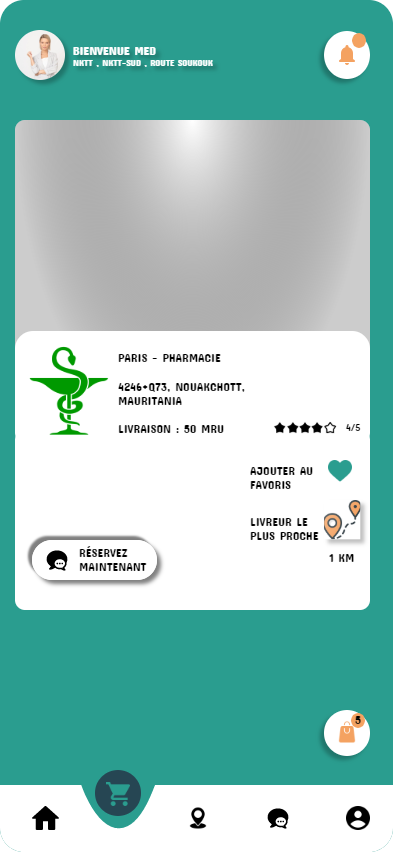 BIENVENUE MED
NKTT , NKTT-SUD , ROUTE SOUKOUK
PARIS - PHARMACIE
4246+Q73, NOUAKCHOTT,
MAURITANIA
LIVRAISON : 50 MRU
4/5
AJOUTER AU
FAVORIS
LIVREUR LE
PLUS PROCHE
1 KM
RÉSERVEZ
MAINTENANT
5